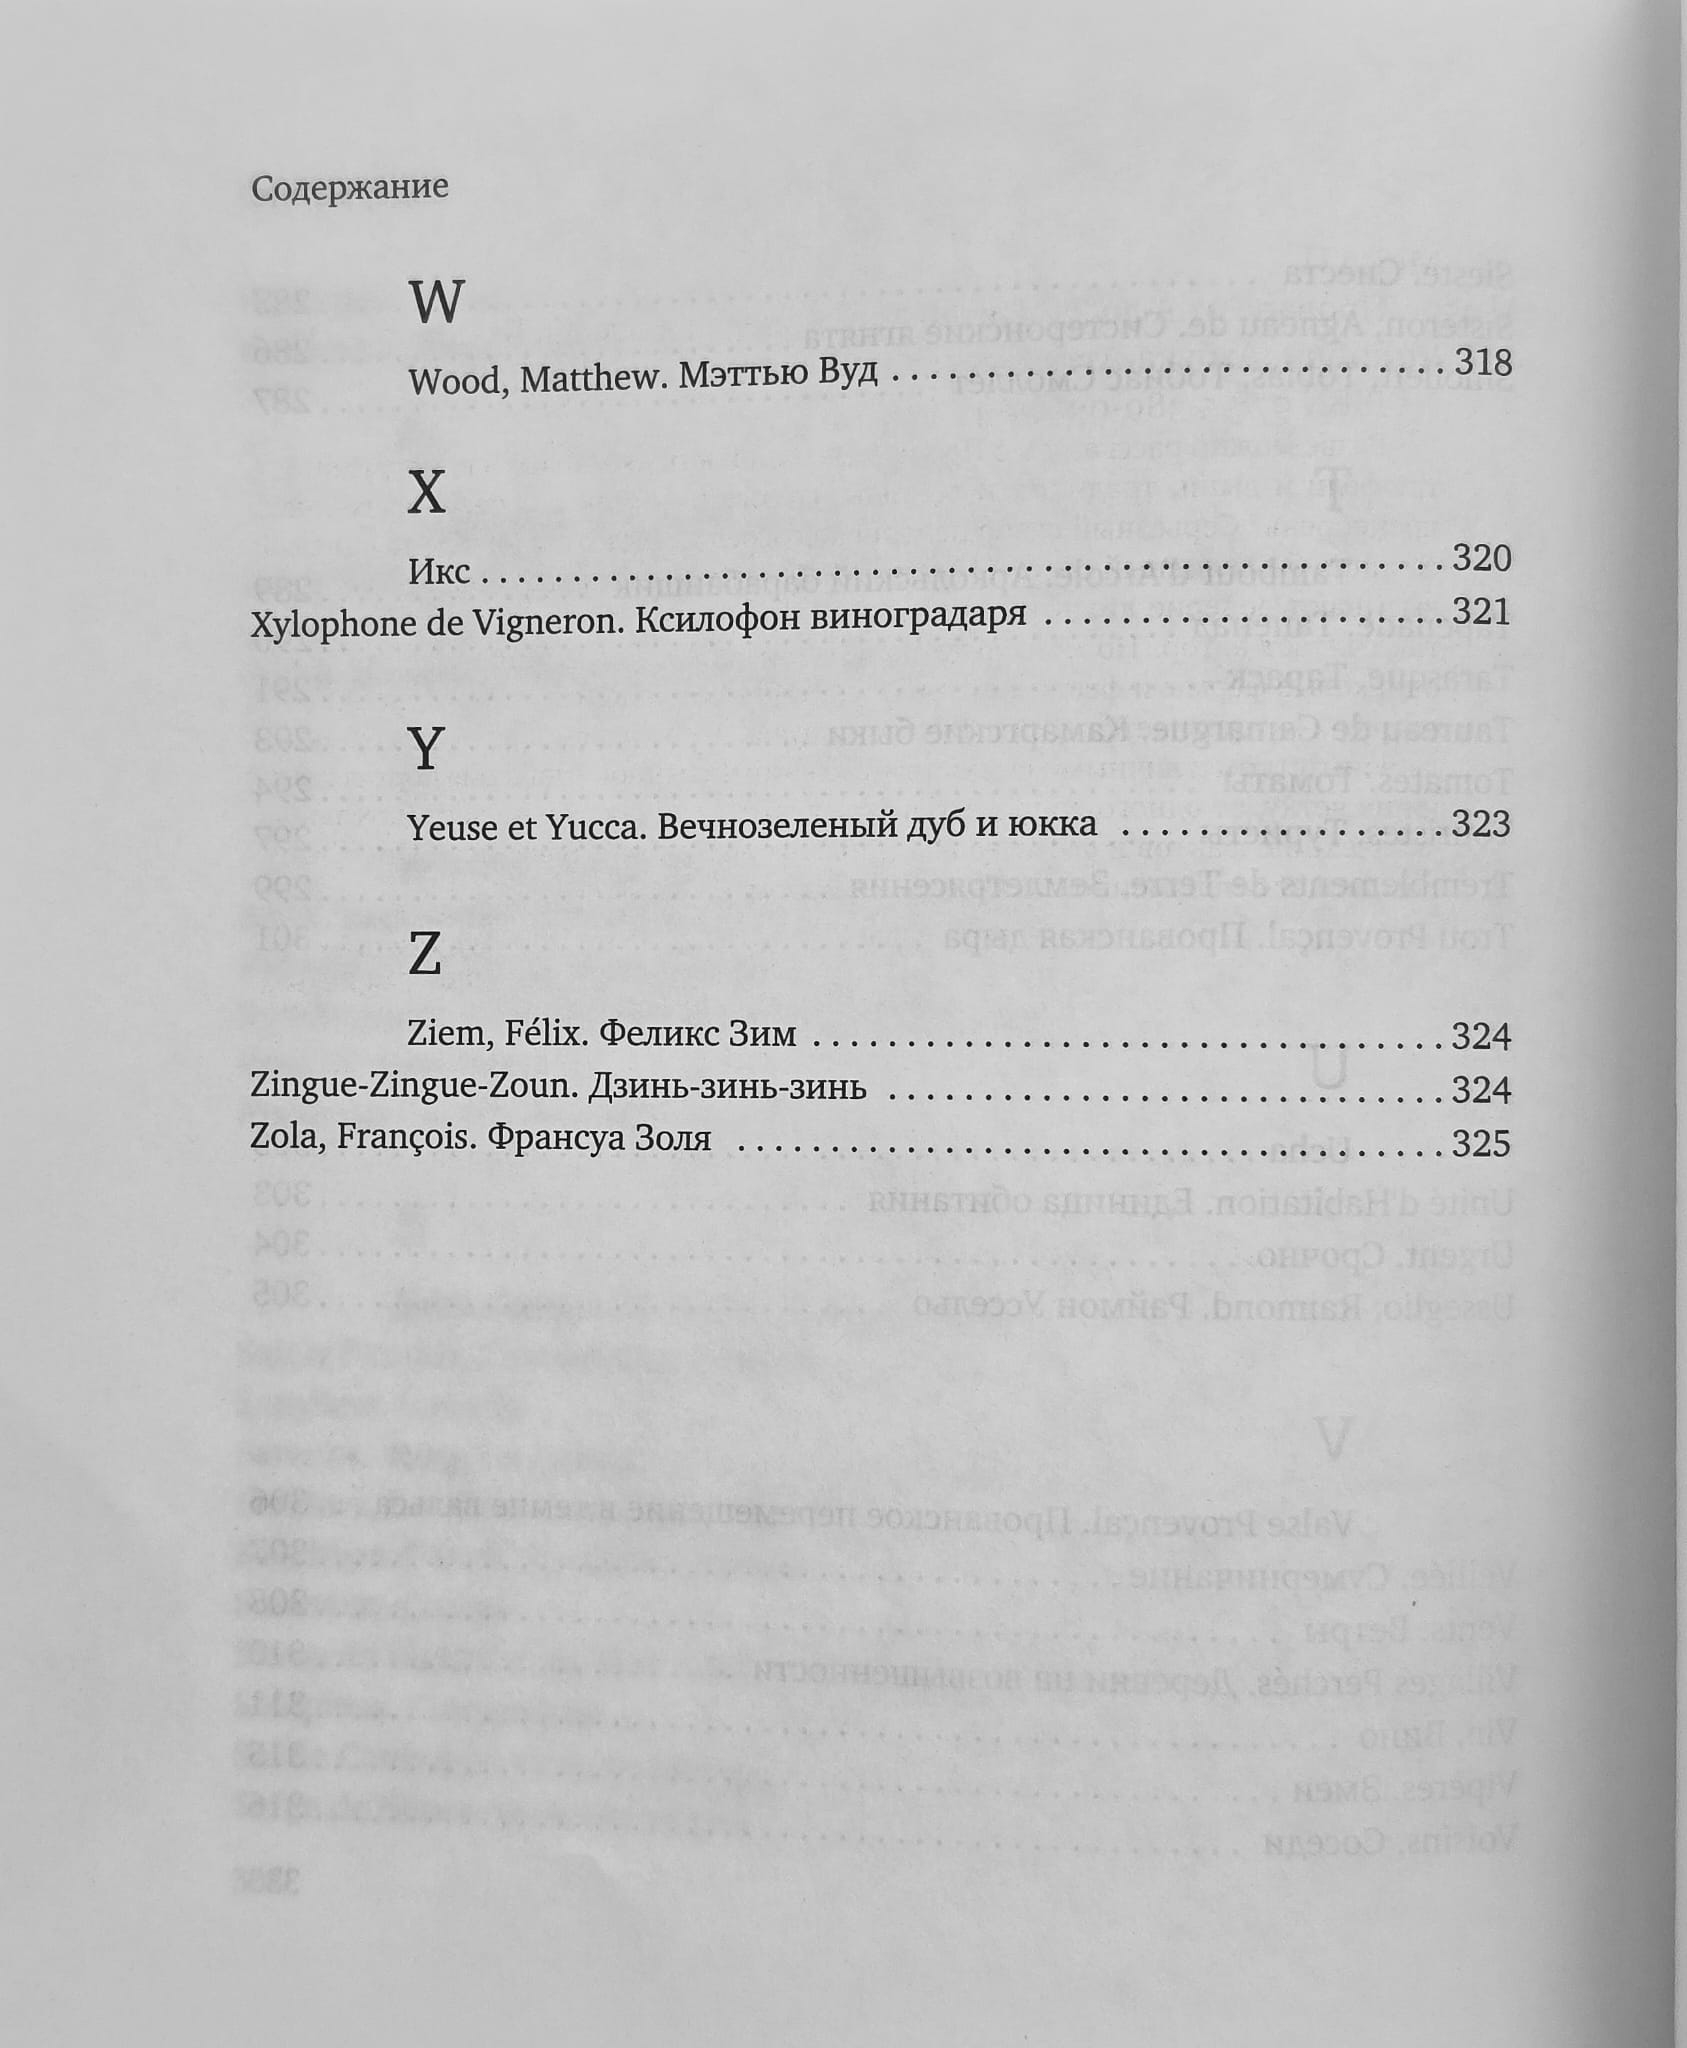 Содержание
W
Wood, Matthew. Мэттью Вуд . . . . . . . . . . . . . . . . . . . . . . . . . . . . . 318
X
Икс . . . . . . . . . . . . . . . . . . . . . . . . . . . . . . . . . . . . . . . . . . . . . . . . . . . 320
Xylophone de Vigneron. Ксилофон виноградаря . . . . . . . . . . . . . . . . . . . . . 321
Y
Yeuse et Yucca. Вечнозеленый дуб и юкка . . . . . . . . . . . . . . . . . 323
Z
Ziem, Félix. Феликс Зим . . . . . . . . . . . . . . . . . . . . . . . . . . . . . . . . . 324
Zingue-Zingue-Zoun. Дзинь-зинь-зинь . . . . . . . . . . . . . . . . . . . . . . . . . . . . . 324
Zola, François. Франсуа Золя . . . . . . . . . . . . . . . . . . . . . . . . . . . . . . . . . . . . . 325